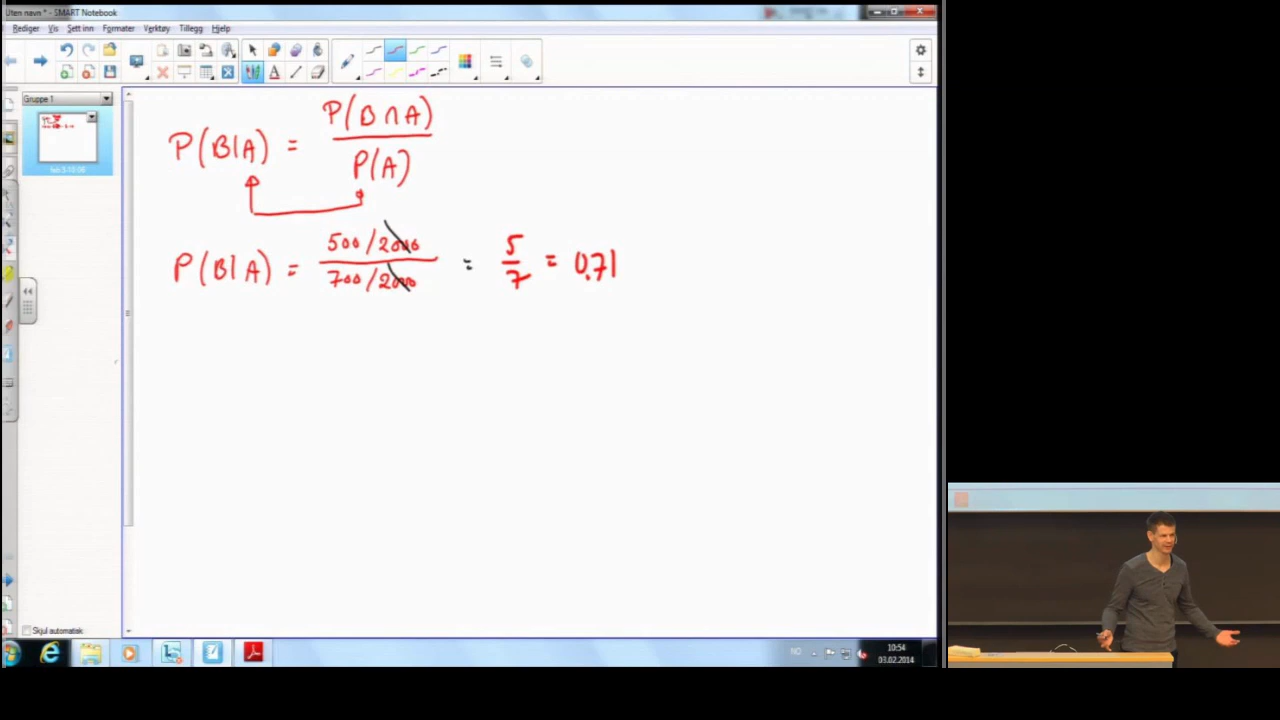 Uten navn * - SMART Notebook
Rediger Vis Sett inn Formater Verktøy Tillegg Hjelp
Gruppe 1
P(B|A) = P(B∩A) / P(A)
P(B|A) = 500/2000 / 700/2000 = 5/7 = 0.71
Skjul automatisk
NO
10:54
03.02.2014